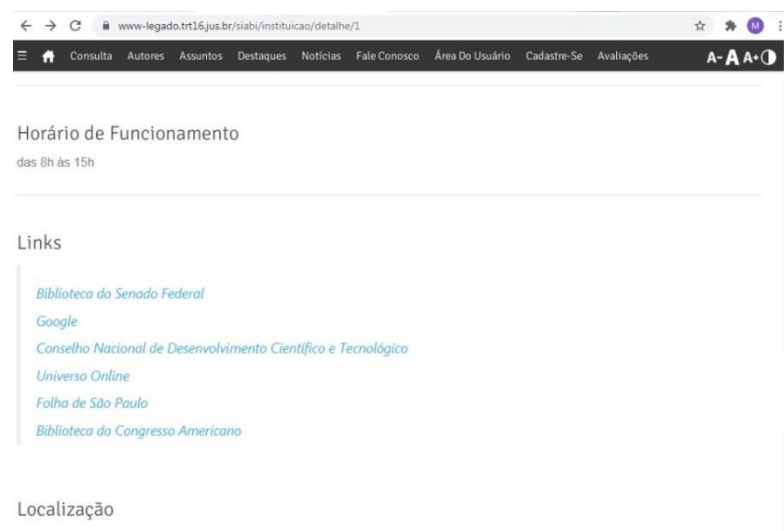 www-legado.trt16.jus.br/siabi/instituicao/detalhe/1
M
Consulta Autores Assuntos Destaques Notícias Fale Conosco Área Do Usuário Cadastre-Se Avaliações A- A A+
Horário de Funcionamento
das 8h às 15h
Links
Biblioteca do Senado Federal
Google
Conselho Nacional de Desenvolvimento Científico e Tecnológico
Universo Online
Folha de São Paulo
Biblioteca do Congresso Americano
Localização